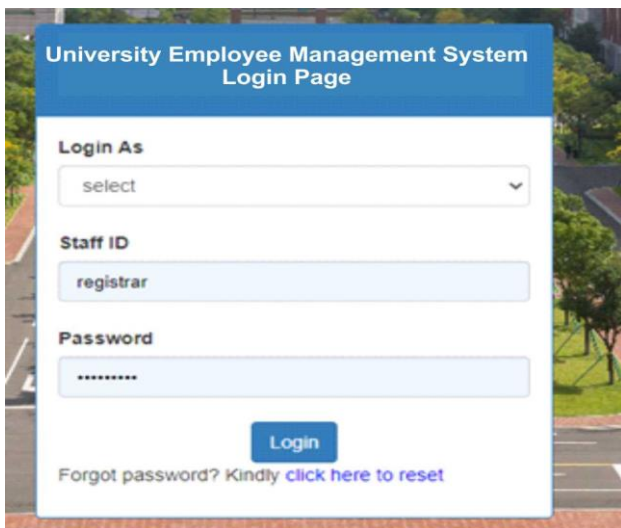 University Employee Management System
Login Page
Login As
select
Staff ID
registrar
Password
•••••••••
Login
Forgot password? Kindly click here to reset